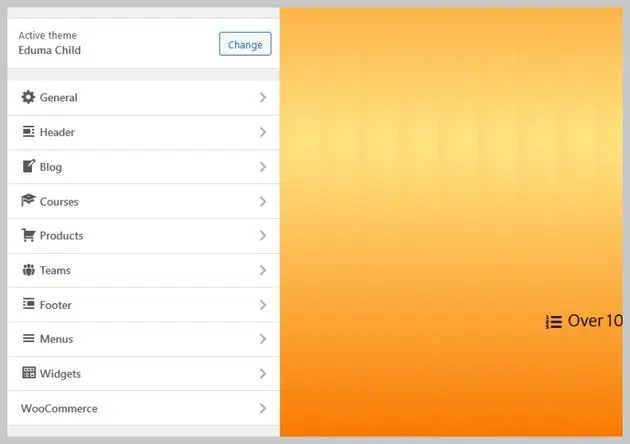 Active theme
Eduma Child
Change
General
Header
Blog
Courses
Products
Teams
Footer
Menus
Widgets
WooCommerce
Over 10